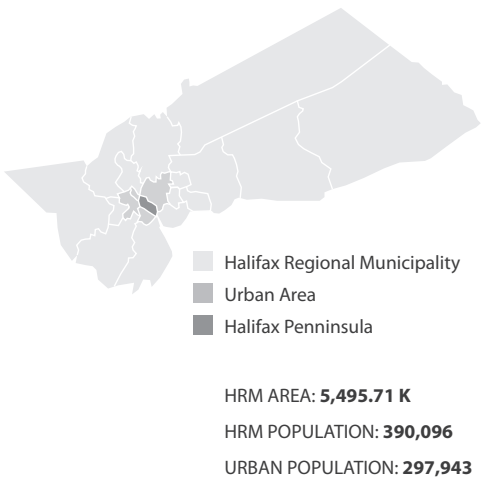 Halifax Regional Municipality
Urban Area
Halifax Penninsula
HRM AREA: 5,495.71 K
HRM POPULATION: 390,096
URBAN POPULATION: 297,943